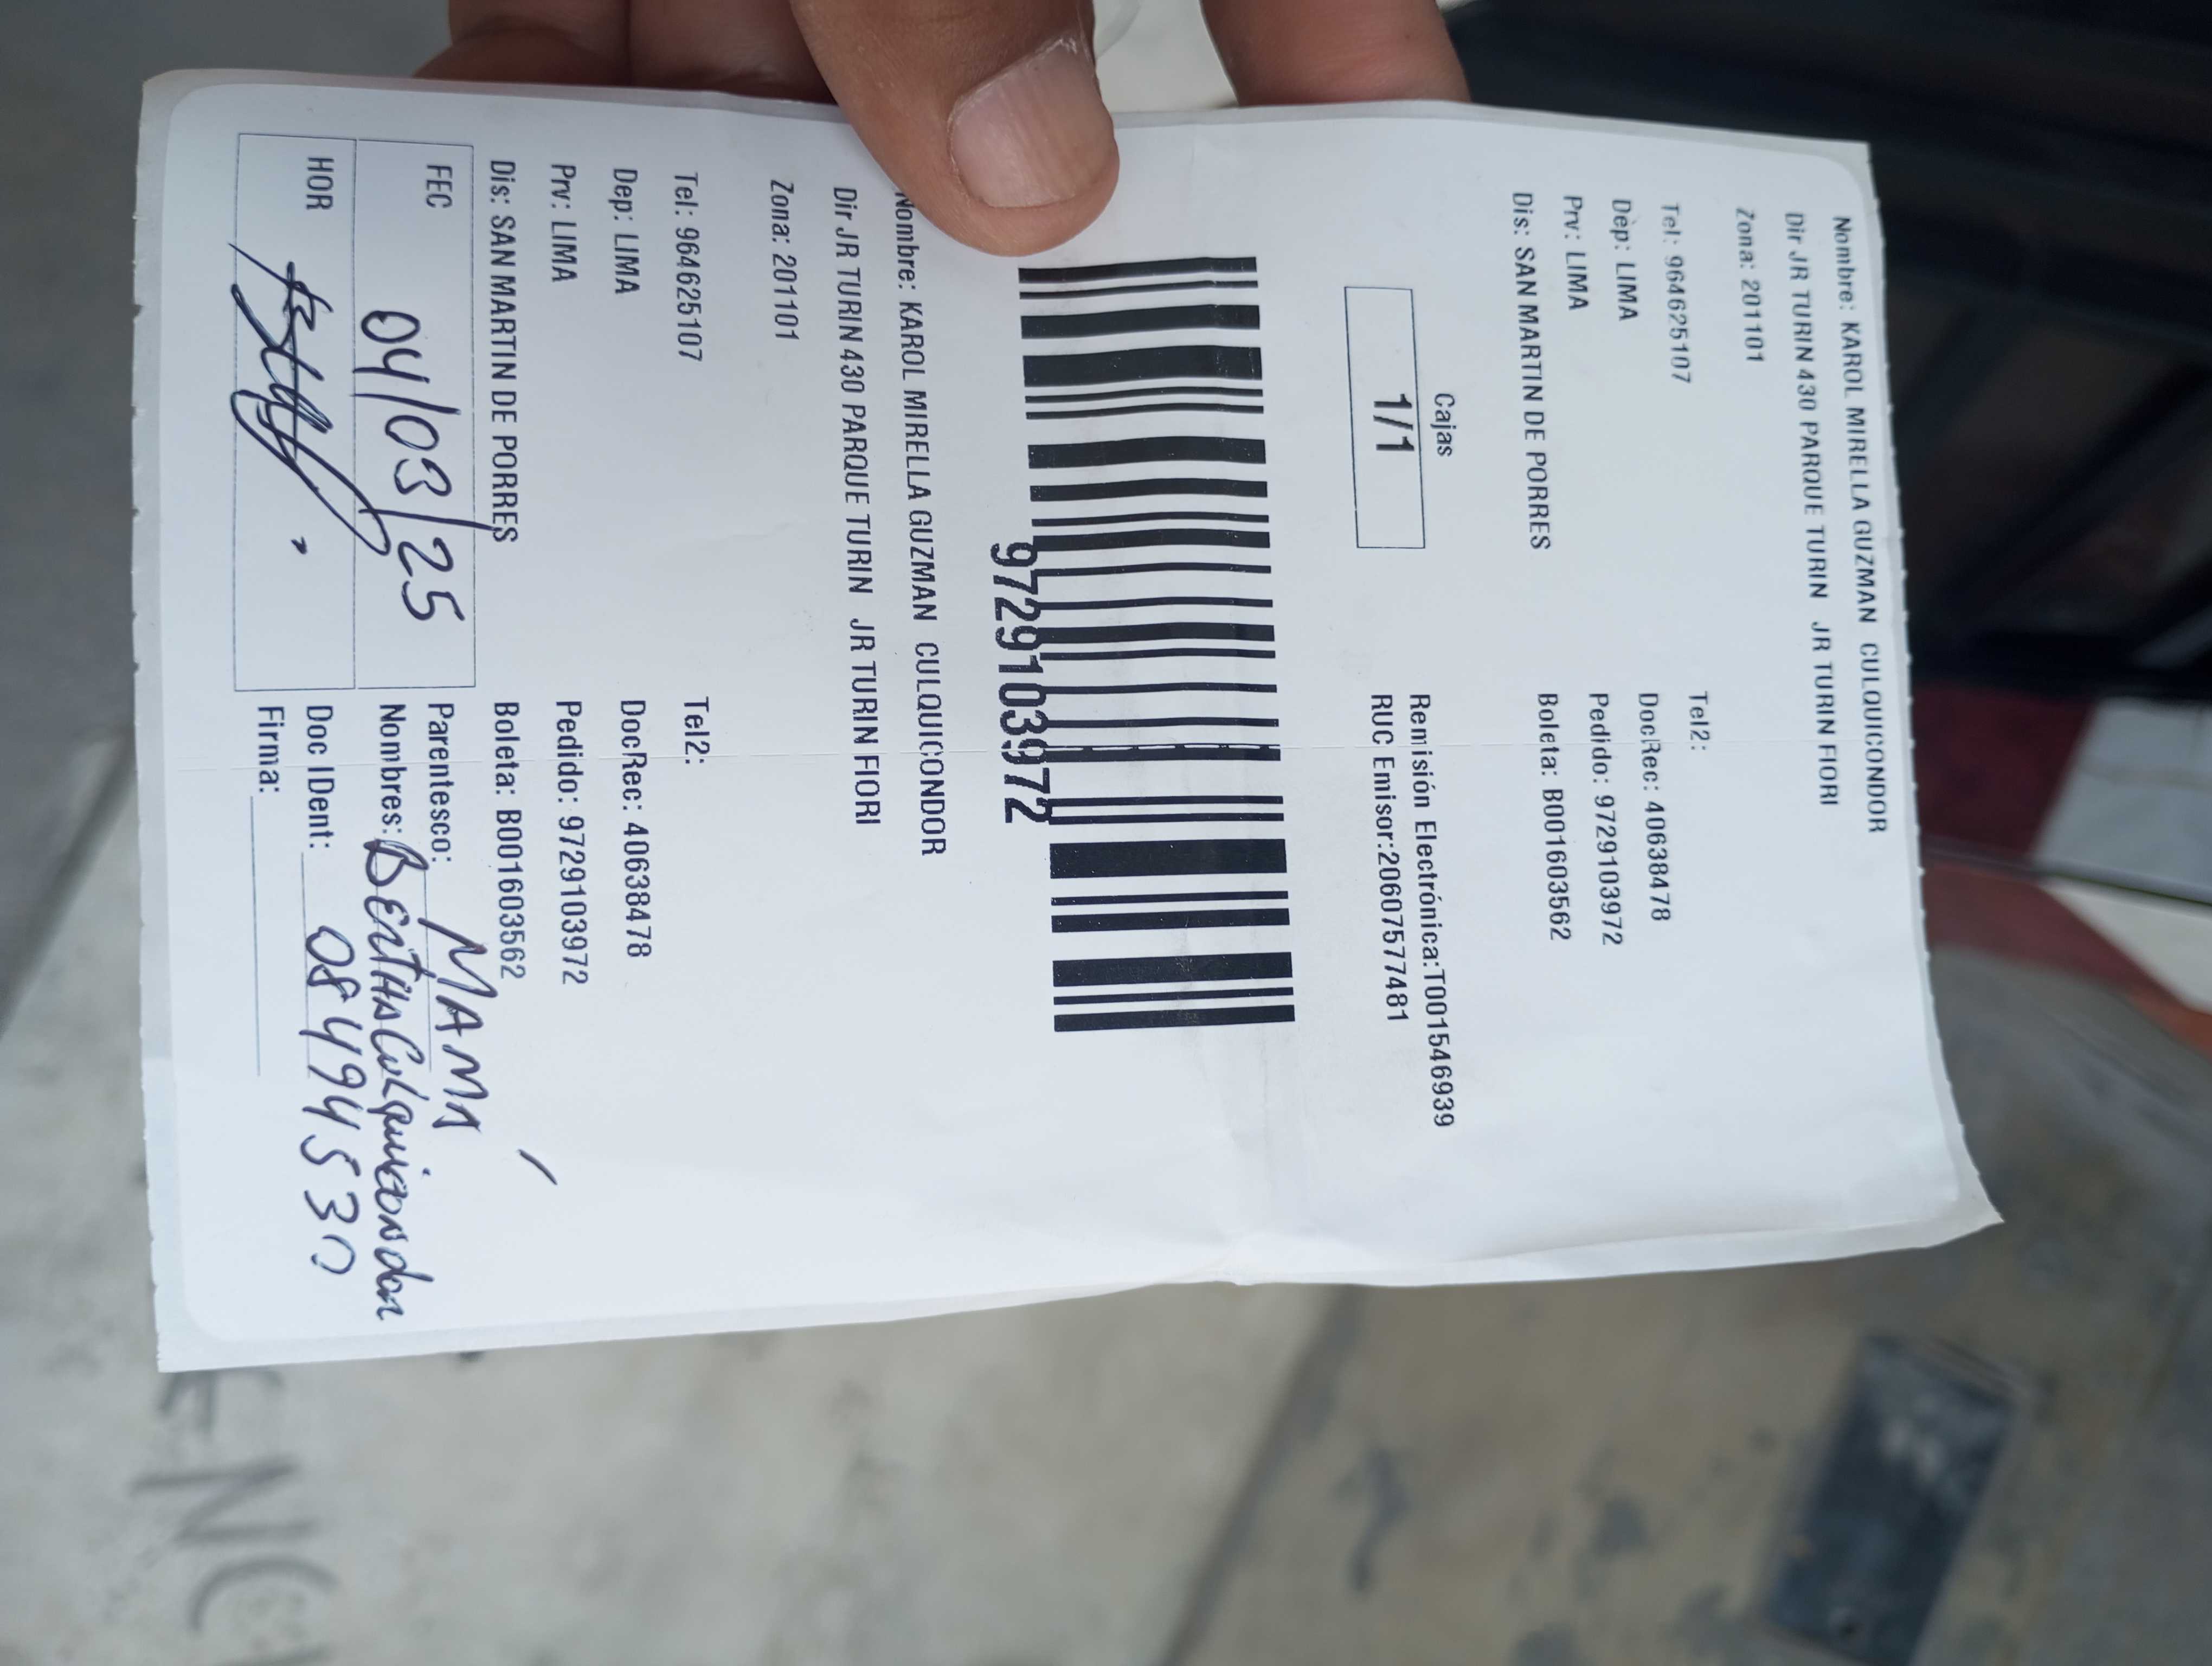 Nombre: KAROL MIRELLA GUZMAN CULQUICONDOR
Dir JR TURIN 430 PARQUE TURIN JR TURIN FIORI
Zona: 201101
Tel: 964625107 Tel2:
Dep: LIMA DocRec: 40638478
Prv: LIMA Pedido: 9729103972
Dis: SAN MARTIN DE PORRES Boleta: B001603562
Cajas
1/1
Remisión Electrónica:T001546939
RUC Emisor:20607577481
9729103972
Nombre: KAROL MIRELLA GUZMAN CULQUICONDOR
Dir JR TURIN 430 PARQUE TURIN JR TURIN FIORI
Zona: 201101
Tel: 964625107 Tel2:
Dep: LIMA DocRec: 40638478
Prv: LIMA Pedido: 9729103972
Dis: SAN MARTIN DE PORRES Boleta: B001603562
FEC 04/03/25 Parentesco: MAMA
Nombres: BERTHA Culquicondor
HOR Doc IDent: 08494530
Firma: